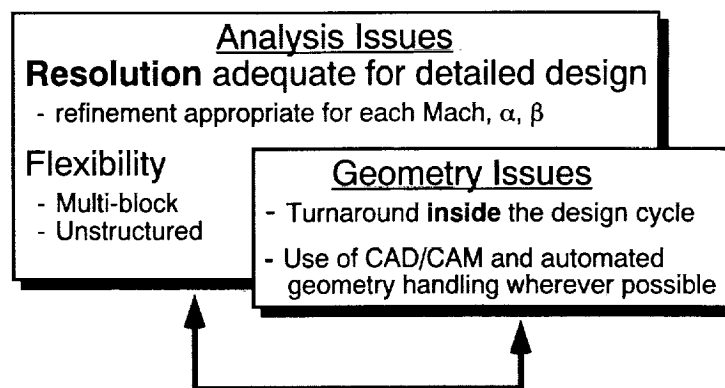 Analysis Issues
Resolution adequate for detailed design
- refinement appropriate for each Mach, α, β
Flexibility
- Multi-block
- Unstructured
Geometry Issues
- Turnaround inside the design cycle
- Use of CAD/CAM and automated
geometry handling wherever possible